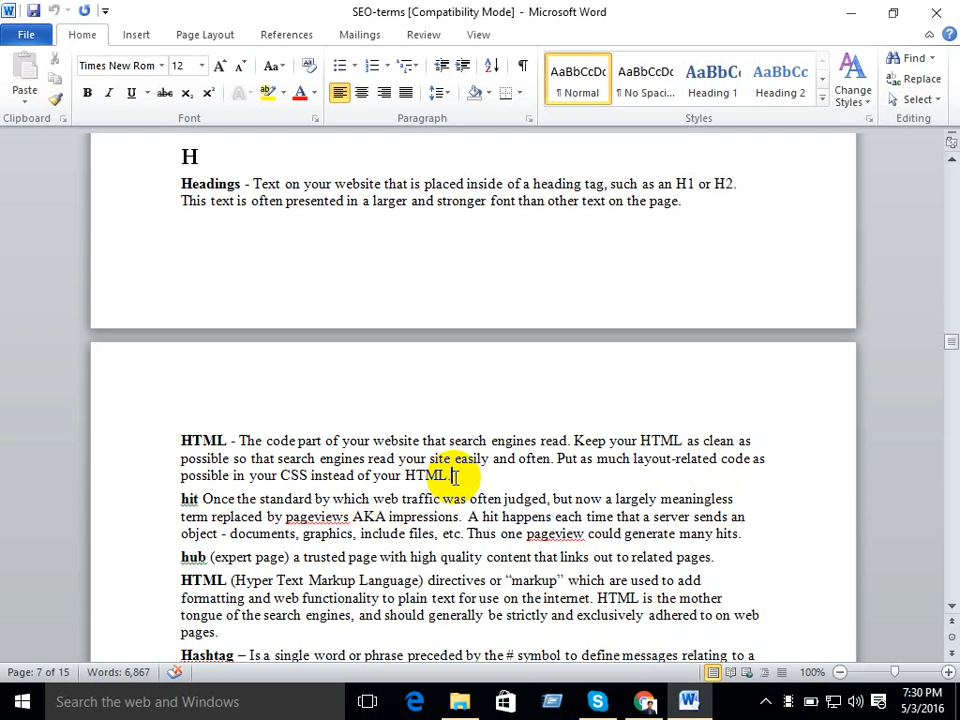 SEO-terms [Compatibility Mode] - Microsoft Word
File Home Insert Page Layout References Mailings Review View
Paste
Times New Rom 12
Aa
B I U abc X₂ X²
A
AaBbCcDc AaBbCcDc AaBbC AaBbCc
¶ Normal ¶ No Spaci... Heading 1 Heading 2
Change
Styles
Find
Replace
Select
Clipboard Font Paragraph Styles Editing
H
Headings - Text on your website that is placed inside of a heading tag, such as an H1 or H2.
This text is often presented in a larger and stronger font than other text on the page.
HTML - The code part of your website that search engines read. Keep your HTML as clean as
possible so that search engines read your site easily and often. Put as much layout-related code as
possible in your CSS instead of your HTML.
hit Once the standard by which web traffic was often judged, but now a largely meaningless
term replaced by pageviews AKA impressions. A hit happens each time that a server sends an
object - documents, graphics, include files, etc. Thus one pageview could generate many hits.
hub (expert page) a trusted page with high quality content that links out to related pages.
HTML (Hyper Text Markup Language) directives or “markup” which are used to add
formatting and web functionality to plain text for use on the internet. HTML is the mother
tongue of the search engines, and should generally be strictly and exclusively adhered to on web
pages.
Hashtag – Is a single word or phrase preceded by the # symbol to define messages relating to a
Page: 7 of 15 Words: 6,867 100%
Search the web and Windows
7:30 PM
5/3/2016